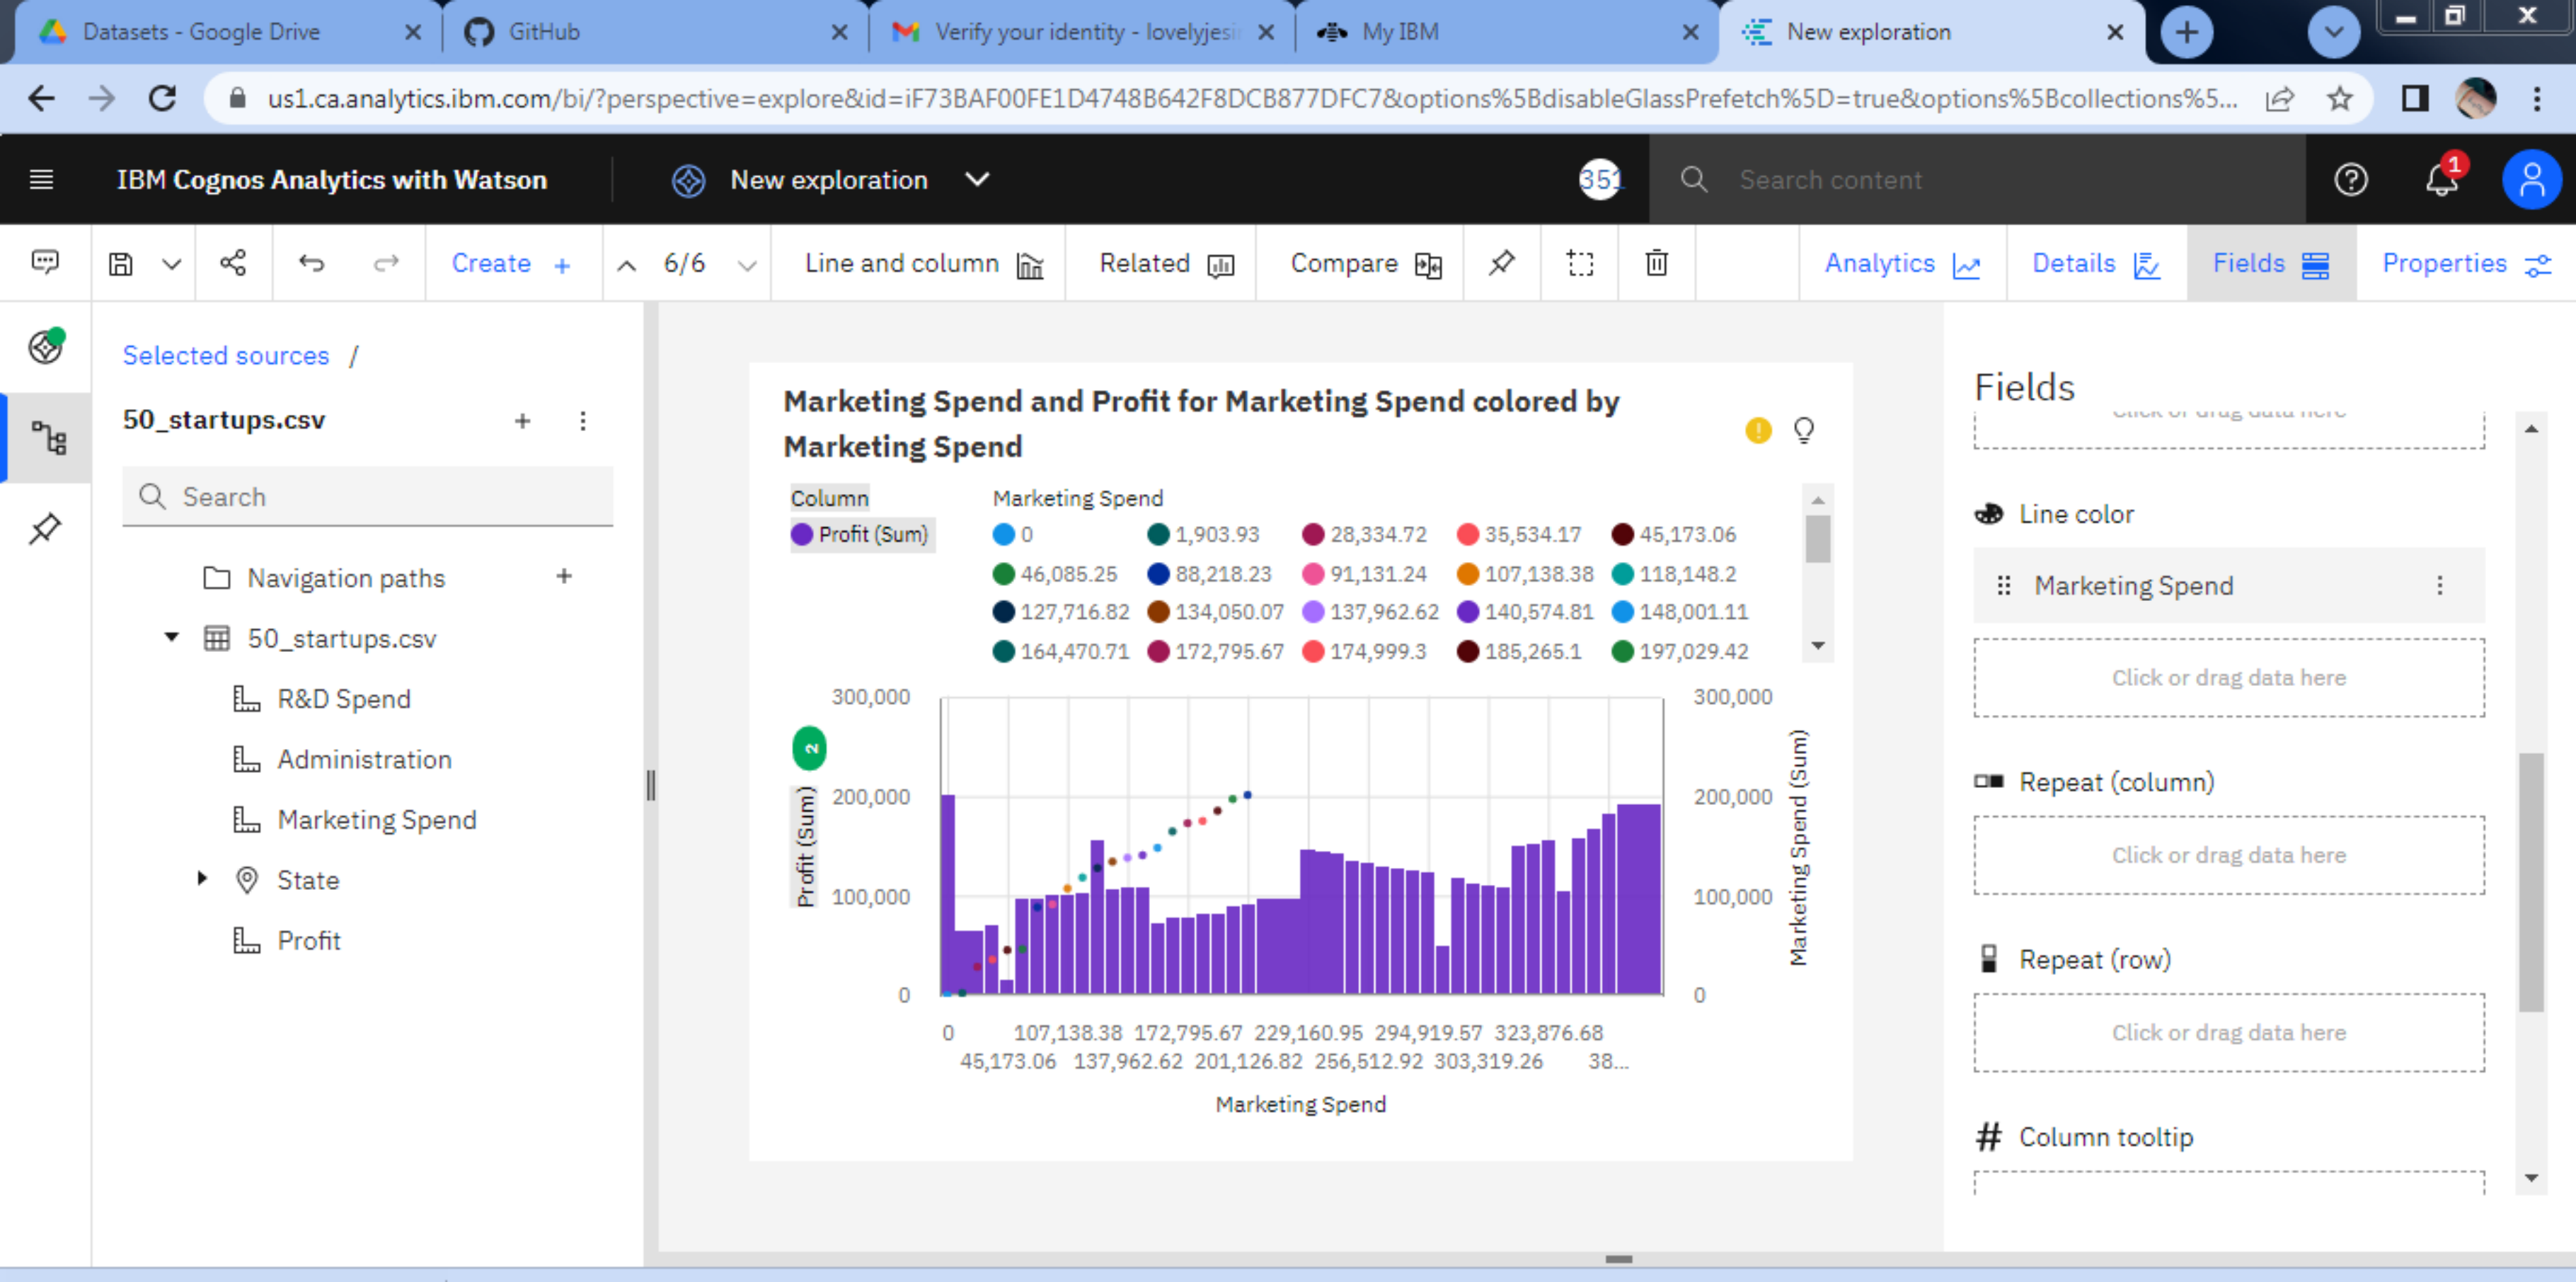 Datasets - Google Drive
GitHub
Verify your identity - lovelyjesi
My IBM
New exploration
us1.ca.analytics.ibm.com/bi/?perspective=explore&id=iF73BAF00FE1D4748B642F8DCB877DFC7&options%5BdisableGlassPrefetch%5D=true&options%5Bcollections%5...
IBM Cognos Analytics with Watson
New exploration
351
Search content
1
Create +
6/6
Line and column
Related
Compare
Analytics
Details
Fields
Properties
Selected sources /
50_startups.csv
Search
Navigation paths
50_startups.csv
R&D Spend
Administration
Marketing Spend
State
Profit
Marketing Spend and Profit for Marketing Spend colored by
Marketing Spend
Column
Profit (Sum)
Marketing Spend
0 1,903.93 28,334.72 35,534.17 45,173.06
46,085.25 88,218.23 91,131.24 107,138.38 118,148.2
127,716.82 134,050.07 137,962.62 140,574.81 148,001.11
164,470.71 172,795.67 174,999.3 185,265.1 197,029.42
2
Profit (Sum)
300,000
200,000
100,000
0
300,000
200,000
100,000
0
Marketing Spend (Sum)
0 107,138.38 172,795.67 229,160.95 294,919.57 323,876.68
45,173.06 137,962.62 201,126.82 256,512.92 303,319.26 38...
Marketing Spend
Fields
Click or drag data here
Line color
Marketing Spend
Click or drag data here
Repeat (column)
Click or drag data here
Repeat (row)
Click or drag data here
Column tooltip